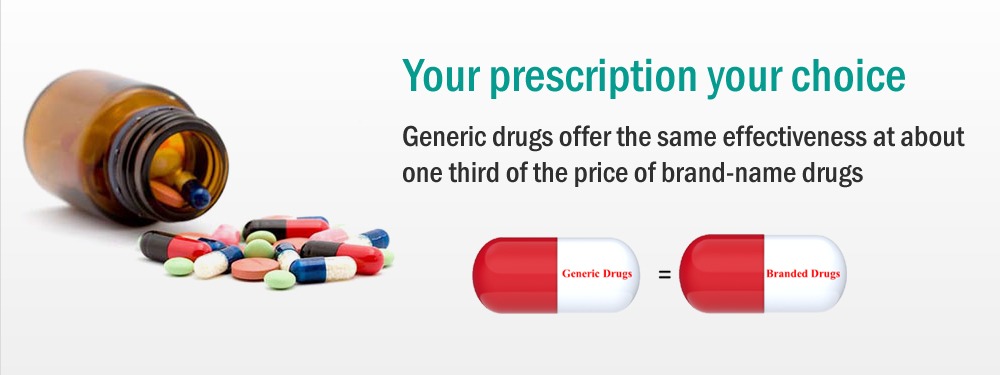 Your prescription your choice
Generic drugs offer the same effectiveness at about
one third of the price of brand-name drugs
Generic Drugs = Branded Drugs